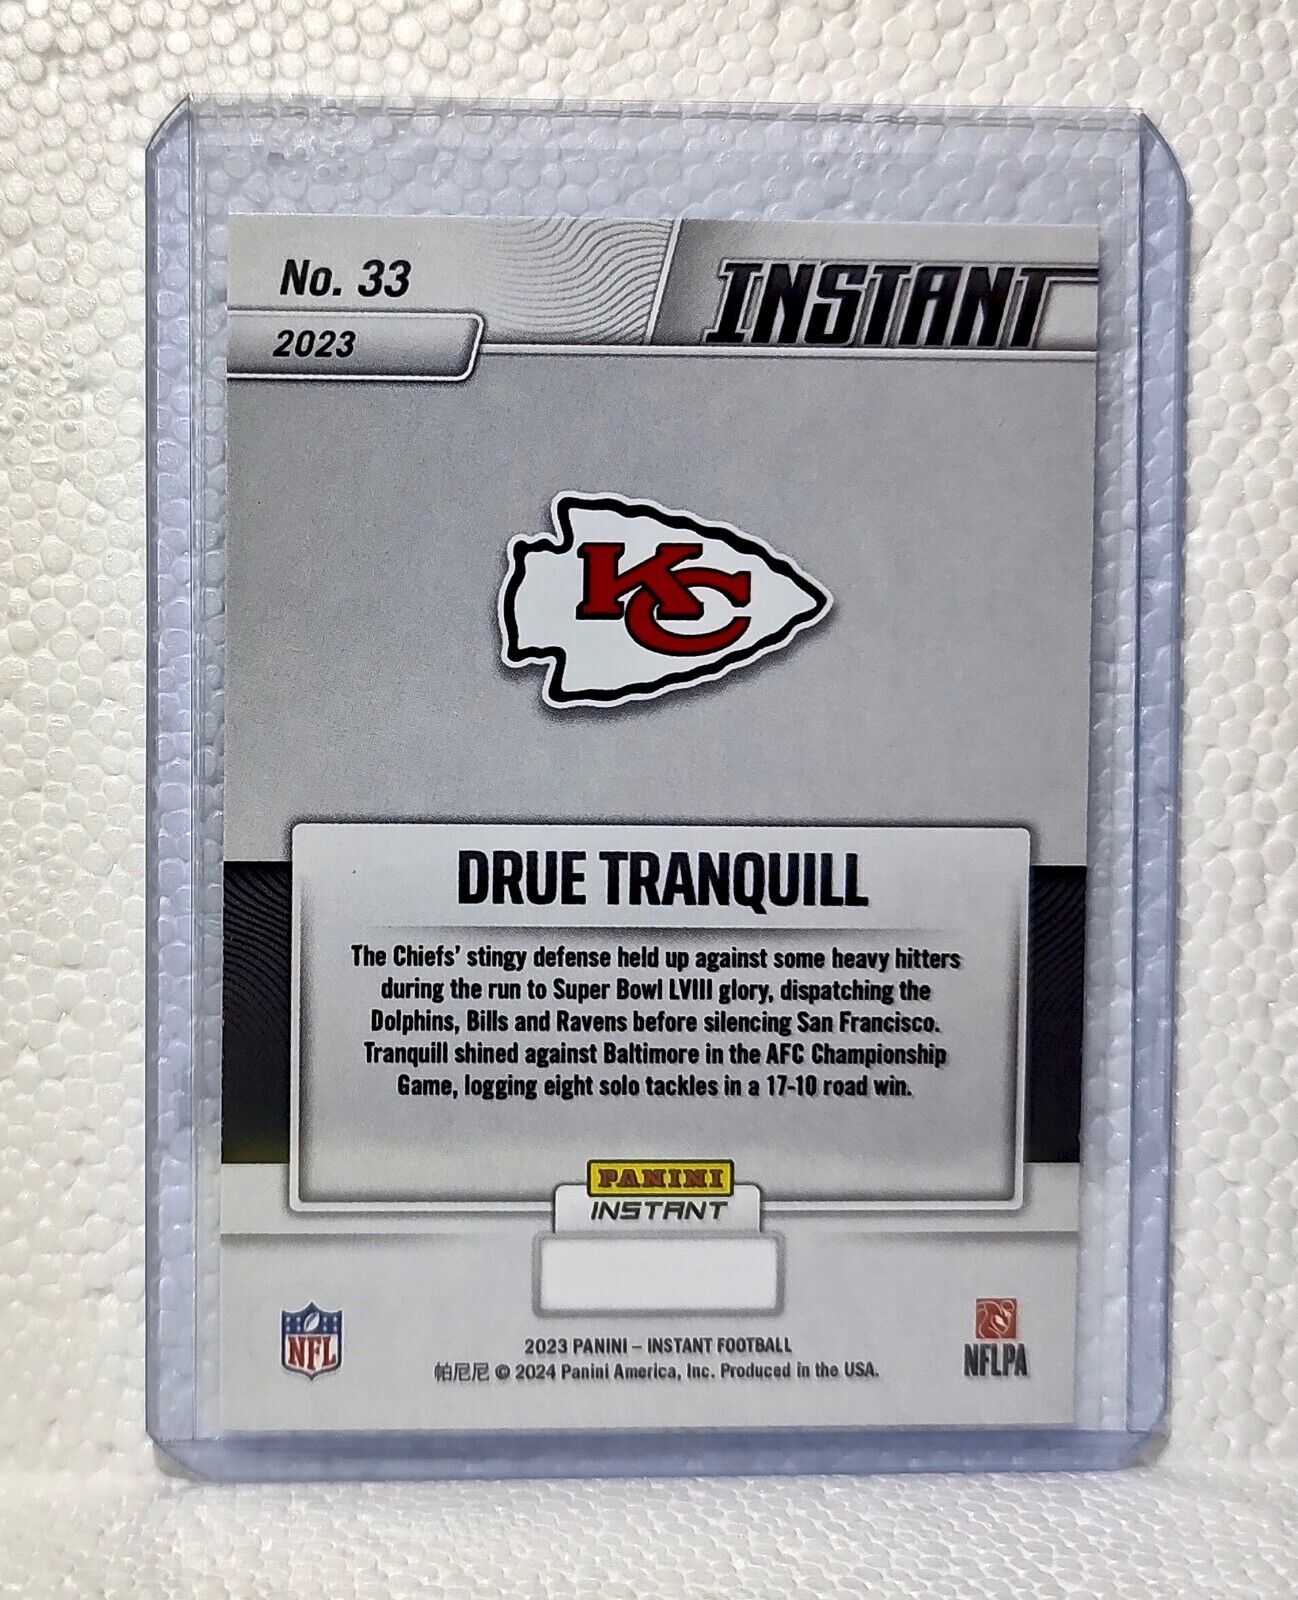 No. 33
INSTANT
2023
KC
DRUE TRANQUILL
The Chiefs' stingy defense held up against some heavy hitters
during the run to Super Bowl LVIII glory, dispatching the
Dolphins, Bills and Ravens before silencing San Francisco.
Tranquill shined against Baltimore in the AFC Championship
Game, logging eight solo tackles in a 17-10 road win.
PANINI
INSTANT
NFL
2023 PANINI – INSTANT FOOTBALL
帕尼尼 © 2024 Panini America, Inc. Produced in the USA.
NFLPA